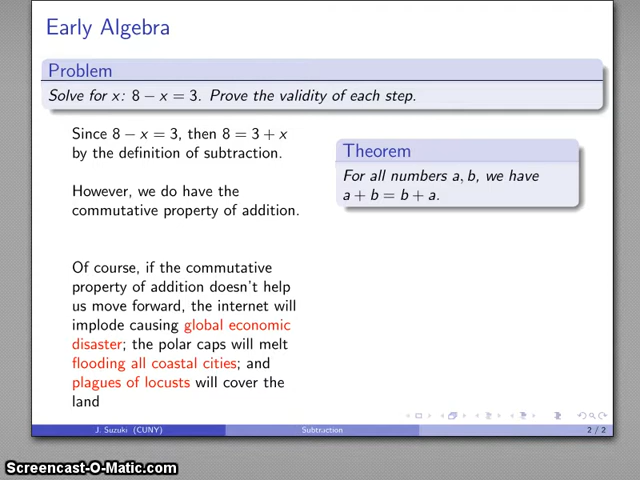 Early Algebra
Problem
Solve for x: 8 − x = 3. Prove the validity of each step.
Since 8 − x = 3, then 8 = 3 + x
by the definition of subtraction.
However, we do have the
commutative property of addition.
Theorem
For all numbers a, b, we have
a + b = b + a.
Of course, if the commutative
property of addition doesn't help
us move forward, the internet will
implode causing global economic
disaster; the polar caps will melt
flooding all coastal cities; and
plagues of locusts will cover the
land
J. Suzuki (CUNY)
Subtraction
2 / 2
Screencast-O-Matic.com